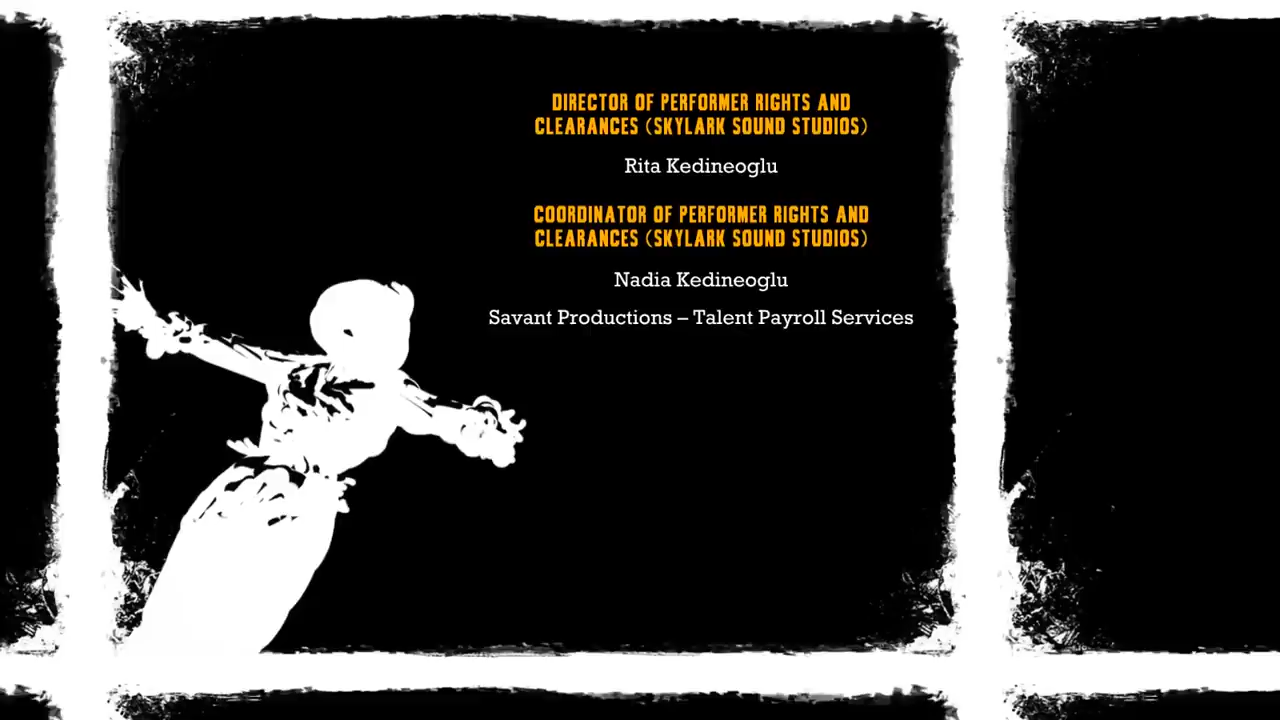 DIRECTOR OF PERFORMER RIGHTS AND
CLEARANCES (SKYLARK SOUND STUDIOS)
Rita Kedineoglu
COORDINATOR OF PERFORMER RIGHTS AND
CLEARANCES (SKYLARK SOUND STUDIOS)
Nadia Kedineoglu
Savant Productions – Talent Payroll Services